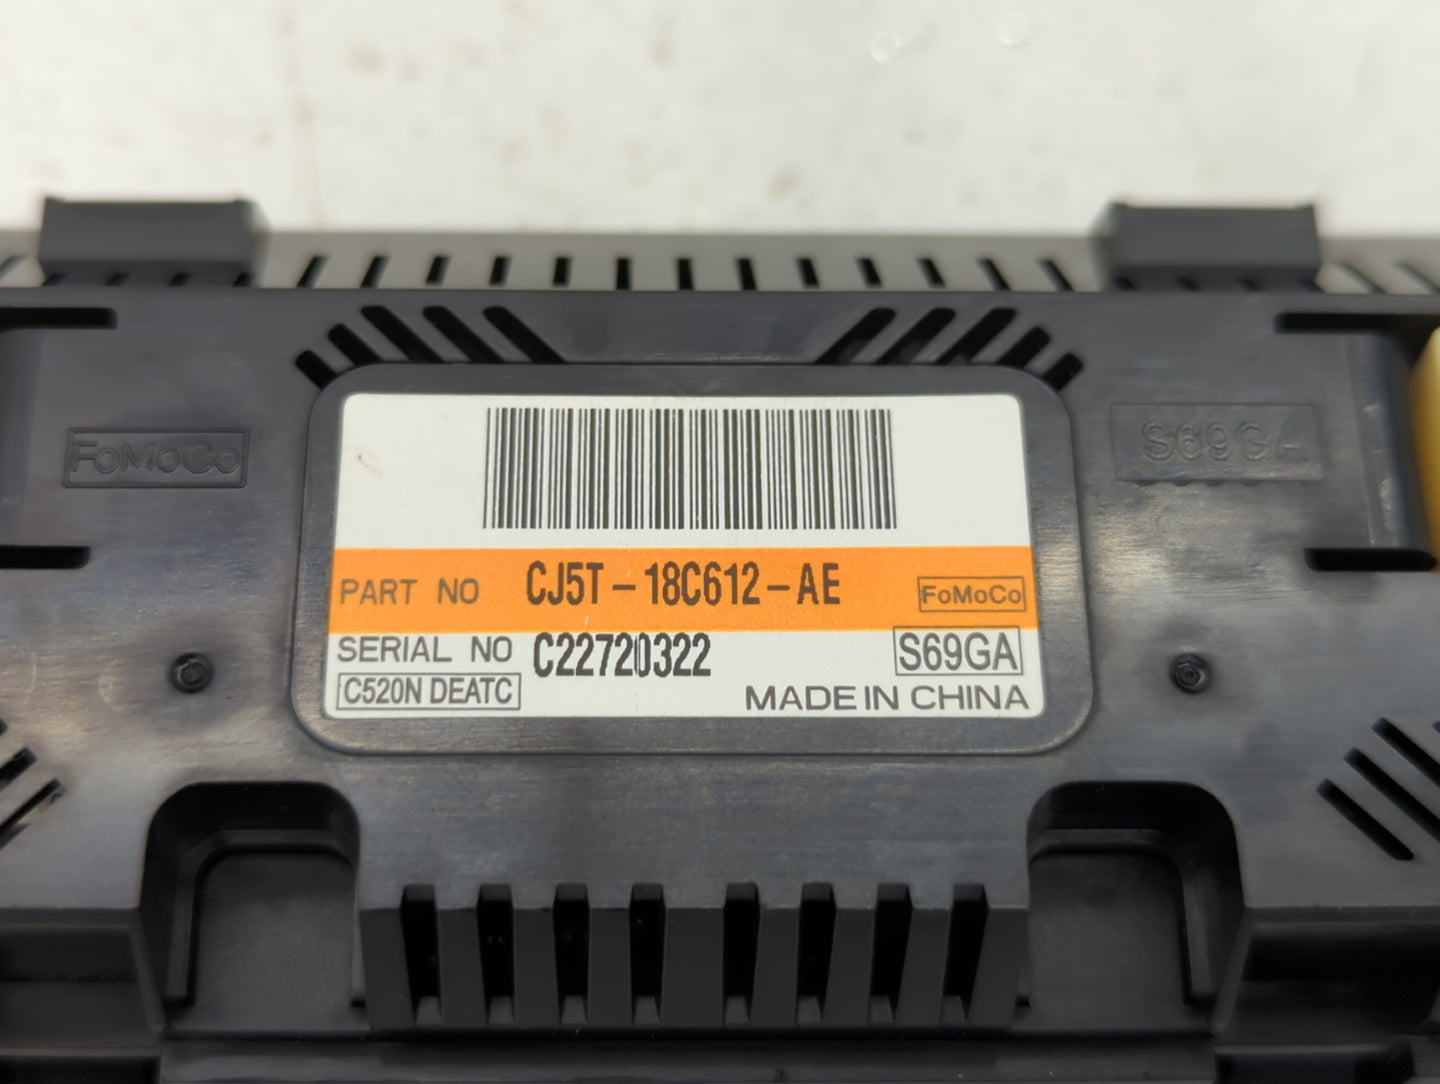 FoMoCo
S69GA
PART NO CJ5T-18C612-AE FoMoCo
SERIAL NO C22720322 S69GA
C520N DEATC MADE IN CHINA